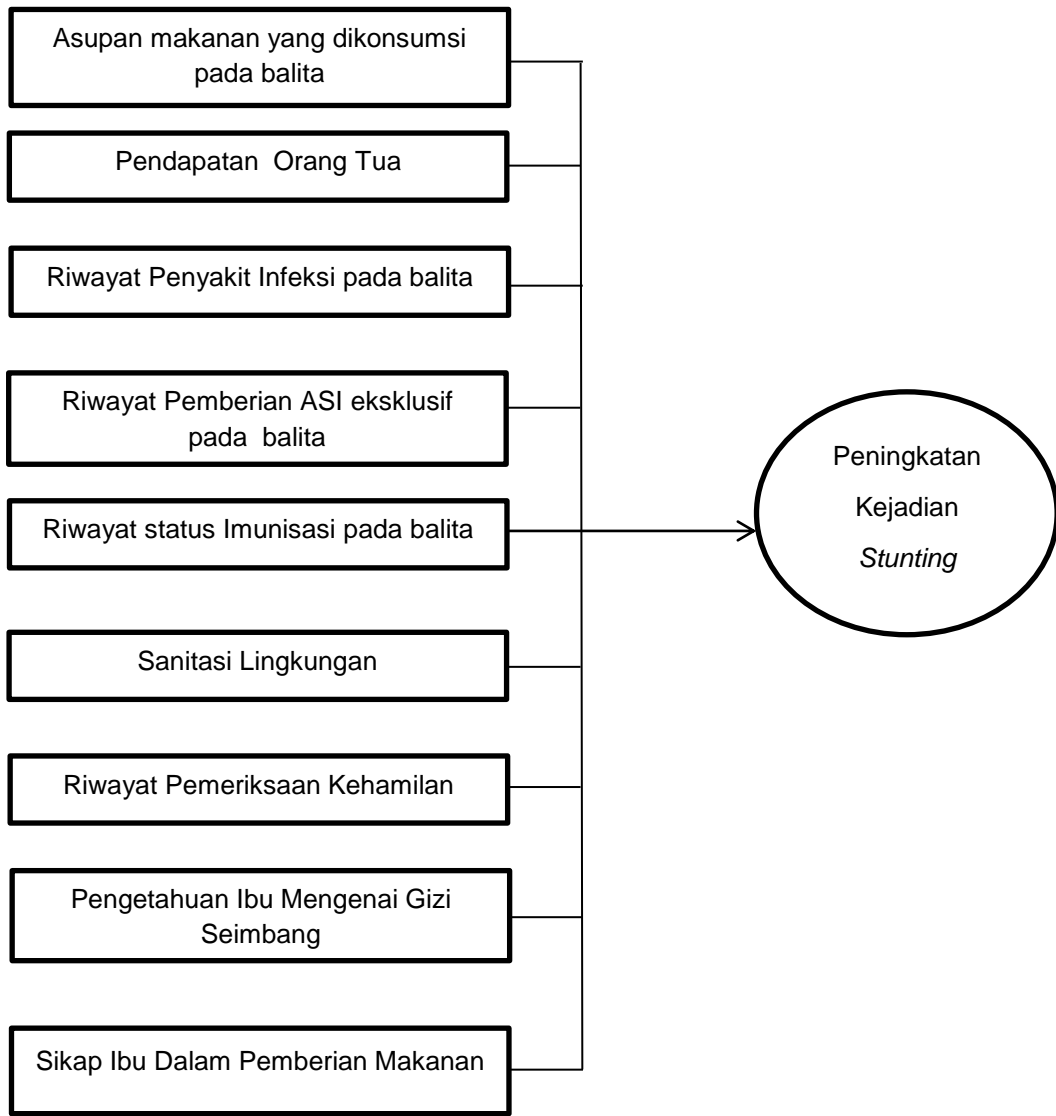 Asupan makanan yang dikonsumsi
pada balita
Pendapatan Orang Tua
Riwayat Penyakit Infeksi pada balita
Riwayat Pemberian ASI eksklusif
pada balita
Riwayat status Imunisasi pada balita
Sanitasi Lingkungan
Riwayat Pemeriksaan Kehamilan
Pengetahuan Ibu Mengenai Gizi
Seimbang
Sikap Ibu Dalam Pemberian Makanan
Peningkatan
Kejadian
Stunting